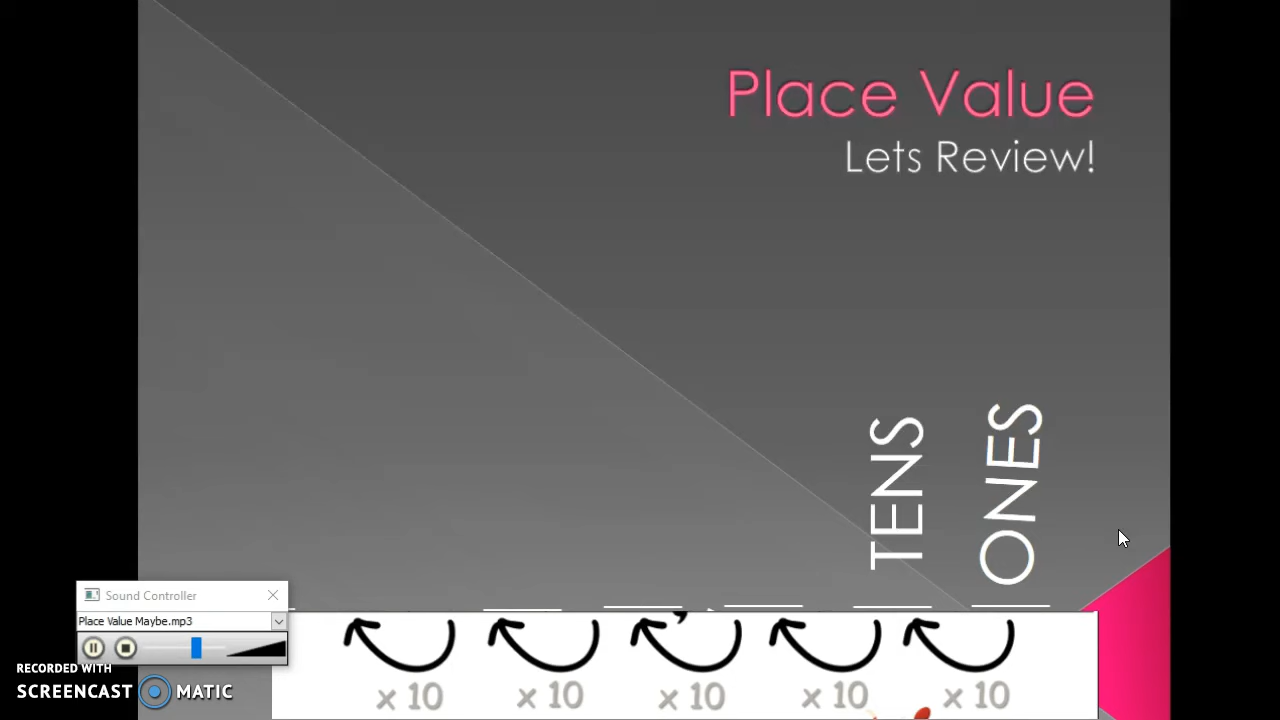 Place Value
Lets Review!
TENS
ONES
Sound Controller
Place Value Maybe.mp3
RECORDED WITH
SCREENCAST MATIC
x 10 x 10 x 10 x 10 x 10